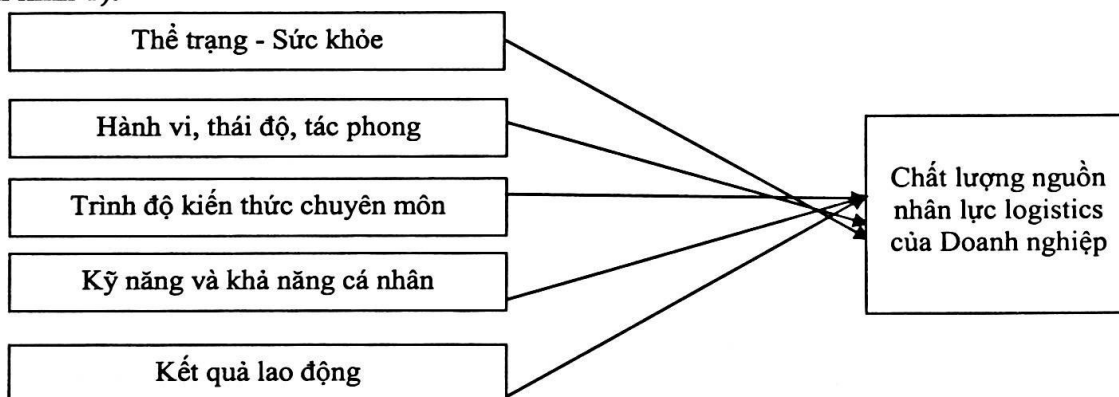 Thể trạng - Sức khỏe
Hành vi, thái độ, tác phong
Trình độ kiến thức chuyên môn
Kỹ năng và khả năng cá nhân
Kết quả lao động
Chất lượng nguồn
nhân lực logistics
của Doanh nghiệp